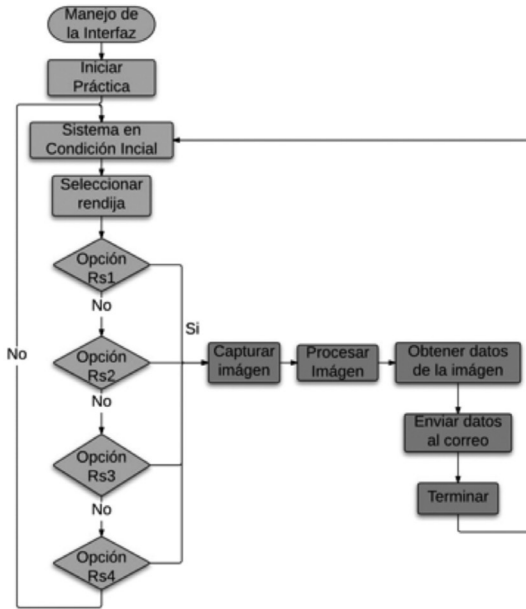 Manejo de
la Interfaz
Iniciar
Práctica
Sistema en
Condición Incial
Seleccionar
rendija
Opción
Rs1
No
Si
Opción
Rs2
No
No
Opción
Rs3
No
Opción
Rs4
Capturar
imágen
Procesar
Imágen
Obtener datos
de la imágen
Enviar datos
al correo
Terminar